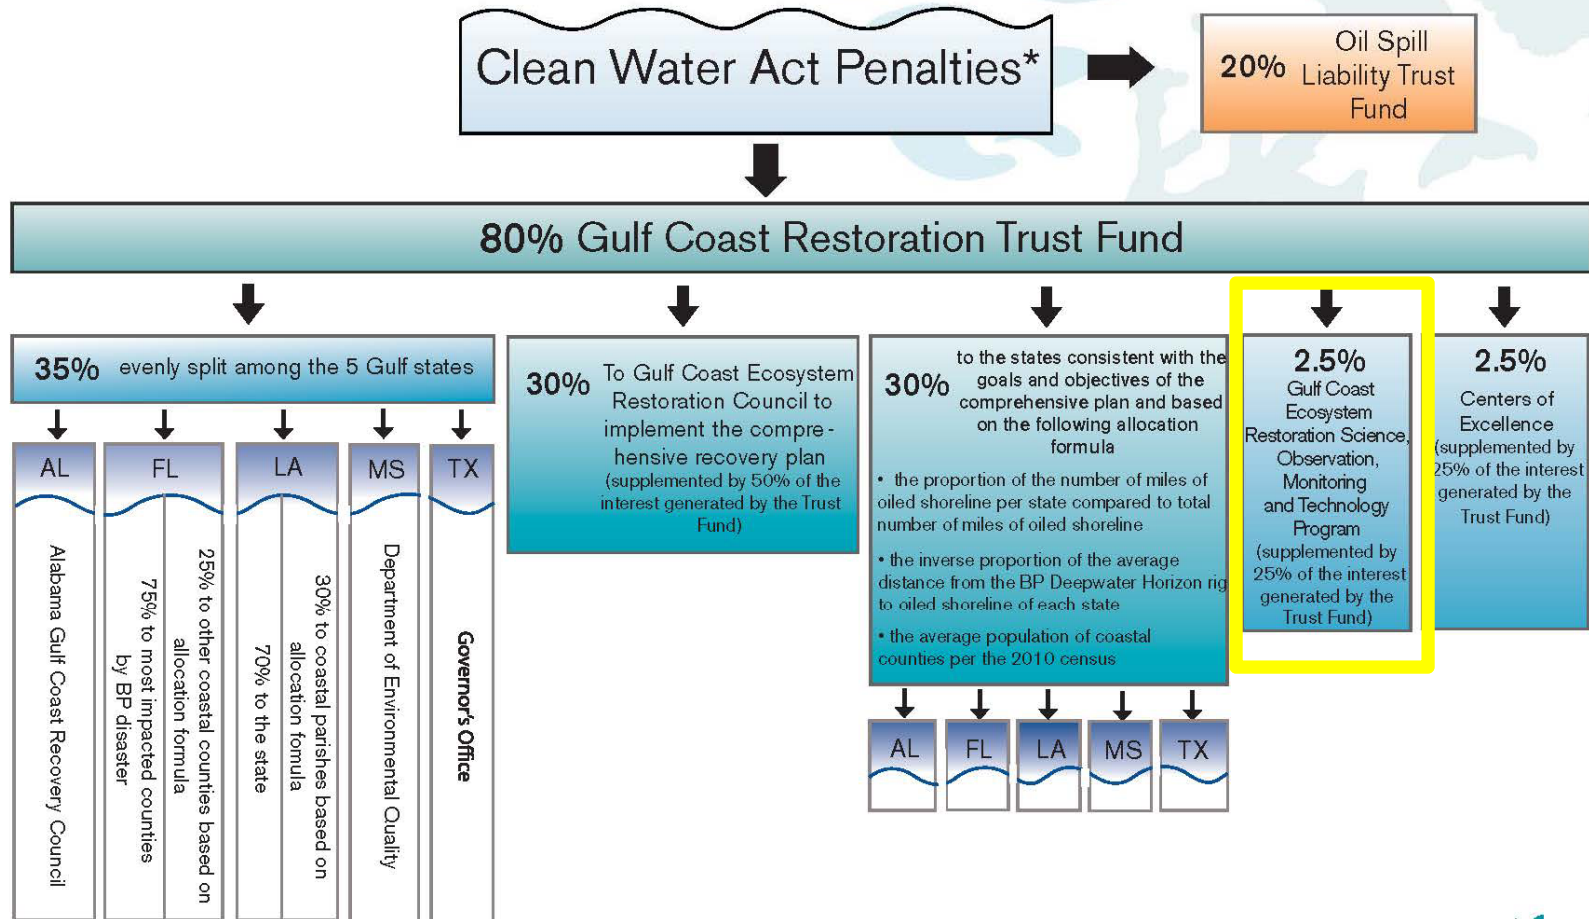 Clean Water Act Penalties*
20% Oil Spill
Liability Trust
Fund
80% Gulf Coast Restoration Trust Fund
35% evenly split among the 5 Gulf states
AL
FL
LA
MS
TX
Alabama Gulf Coast Recovery Council
25% to other coastal counties based on
allocation formula
75% to most impacted counties
by BP disaster
30% to coastal parishes based on
allocation fomula
70% to the state
Department of Environmental Quality
Governor's Office
30% To Gulf Coast Ecosystem
Restoration Council to
implement the compre-
hensive recovery plan
(supplemented by 50% of the
interest generated by the Trust
Fund)
30%
to the states consistent with the
goals and objectives of the
comprehensive plan and based
on the following allocation
formula
• the proportion of the number of miles of
oiled shoreline per state compared to total
number of miles of oiled shoreline
• the inverse proportion of the average
distance from the BP Deepwater Horizon rig
to oiled shoreline of each state
• the average population of coastal
counties per the 2010 census
AL
FL
LA
MS
TX
2.5%
Gulf Coast
Ecosystem
Restoration Science,
Observation,
Monitoring
and Technology
Program
(supplemented by
25% of the interest
generated by the
Trust Fund)
2.5%
Centers of
Excellence
(supplemented by
25% of the interest
generated by the
Trust Fund)